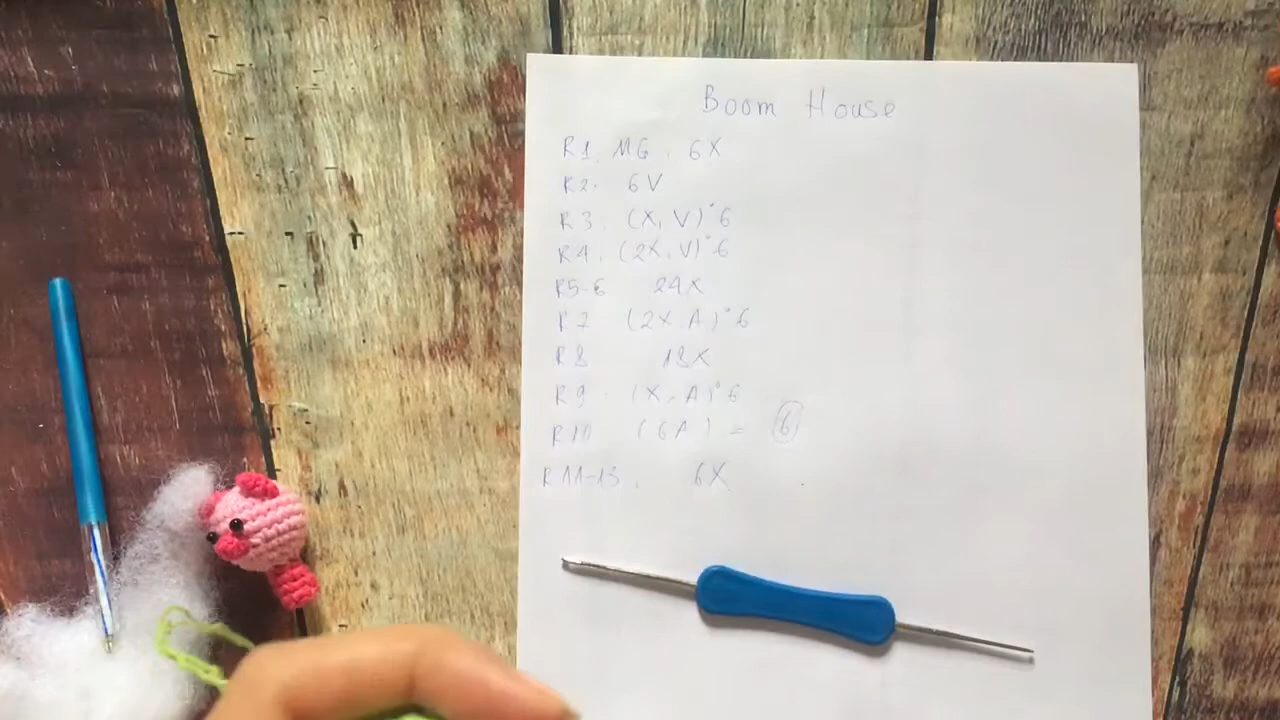 Boom House
R1. MG. 6X
R2. 6V
R3. (X, V)*6
R4. (2X, V)*6
R5-6 24X
R7 (2X, A)*6
R8 18X
R9. (X, A)*6
R10 (6A) = 6
R11-13. 6X